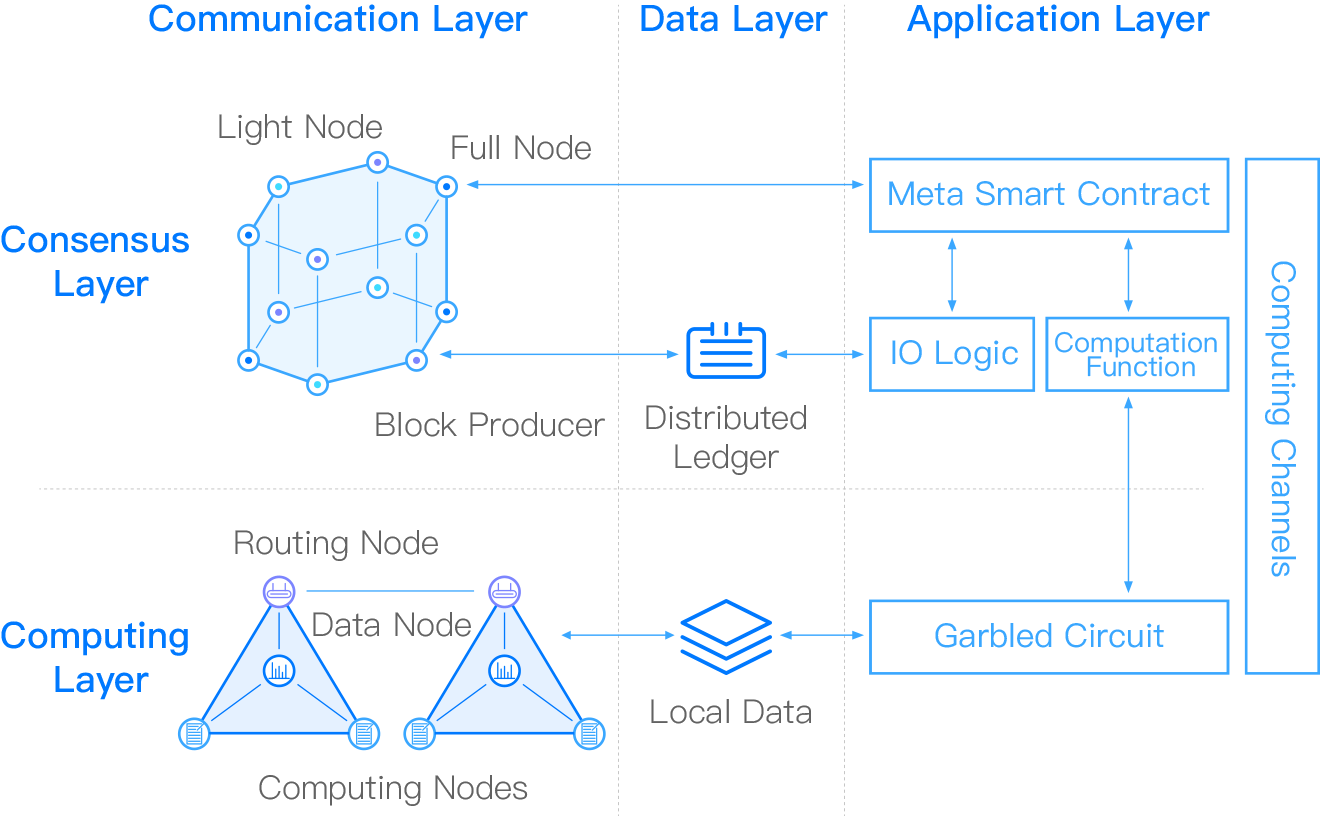 Communication Layer
Data Layer
Application Layer
Light Node
Full Node
Consensus
Layer
Meta Smart Contract
IO Logic
Computation
Function
Computing Channels
Block Producer
Distributed
Ledger
Routing Node
Data Node
Computing
Layer
Garbled Circuit
Local Data
Computing Nodes